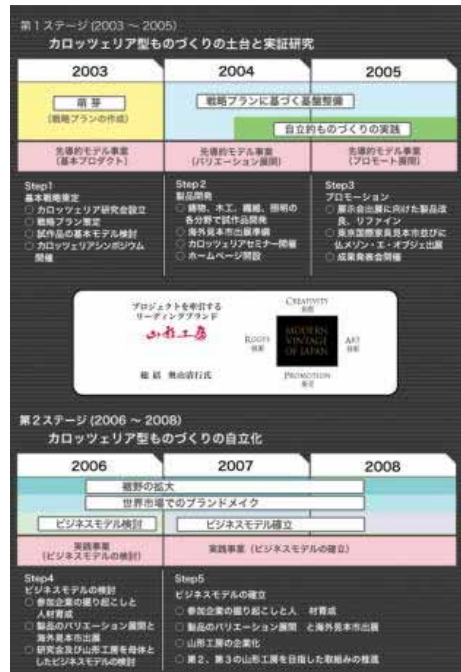 第1ステージ (2003 ~ 2005)
カロッツェリア型ものづくりの土台と実証研究
2003
2004
2005
萌芽
(戦略プランの作成)
戦略プランに基づく基盤整備
自立的ものづくりの実践
先導的モデル事業
(基本プロダクト)
先導的モデル事業
(バリエーション展開)
先導的モデル事業
(プロモート展開)
Step1
基本戦略策定
○ カロッツェリア研究会設立
○ 戦略プラン策定
○ 試作品の基本モデル検討
○ カロッツェリアシンポジウム
開催
Step2
製品開発
○ 鋳物、木工、繊維、照明の
各分野で試作品開発
○ 海外見本市出展準備
○ カロッツェリアセミナー開催
○ ホームページ開設
Step3
プロモーション
○ 展示会出展に向けた製品改
良、リファイン
○ 東京国際家具見本市並びに
仏メゾン・エ・オブジェ出展
○ 成果発表会開催
プロジェクトを牽引する
リーディングブランド
山形工房
総括 奥山清行氏
CREATIVITY
ROOTS
MODERN
VINTAGE
OF JAPAN
ART
PROMOTION
第2ステージ (2006 ~ 2008)
カロッツェリア型ものづくりの自立化
2006
2007
2008
裾野の拡大
世界市場でのブランドメイク
ビジネスモデル検討
ビジネスモデル確立
実践事業
(ビジネスモデルの検討)
実践事業 (ビジネスモデルの確立)
Step4
ビジネスモデルの検討
○ 参加企業の掘り起こしと
人材育成
○ 製品のバリエーション展開と
海外見本市出展
○ 研究会及び山形工房を母体と
したビジネスモデルの検討
Step5
ビジネスモデルの確立
○ 参加企業の掘り起こしと人 材育成
○ 製品のバリエーション展開 と海外見本市出展
○ 山形工房の企業化
○ 第2、第3の山形工房を目指した取組みの推進